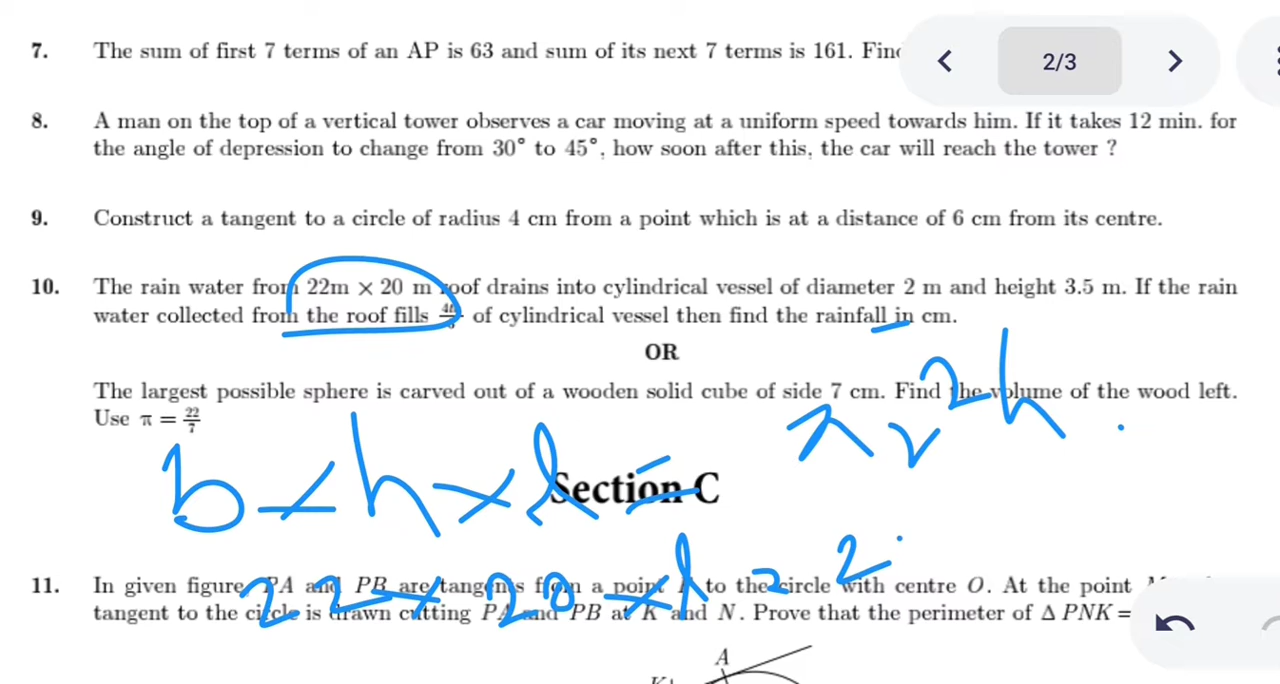 7. The sum of first 7 terms of an AP is 63 and sum of its next 7 terms is 161. Find
2/3
8. A man on the top of a vertical tower observes a car moving at a uniform speed towards him. If it takes 12 min. for
the angle of depression to change from 30° to 45°, how soon after this, the car will reach the tower ?
9. Construct a tangent to a circle of radius 4 cm from a point which is at a distance of 6 cm from its centre.
10. The rain water from 22m × 20 m roof drains into cylindrical vessel of diameter 2 m and height 3.5 m. If the rain
water collected from the roof fills of cylindrical vessel then find the rainfall in cm.
OR
The largest possible sphere is carved out of a wooden solid cube of side 7 cm. Find the volume of the wood left.
Use π = 22/7
b × h × l = π r² h
Section C
22 × 20 × l = 2
11. In given figure PA and PB are tangents from a point to the circle with centre O. At the point
tangent to the circle is drawn cutting PA and PB at K and N. Prove that the perimeter of Δ PNK =
A
K